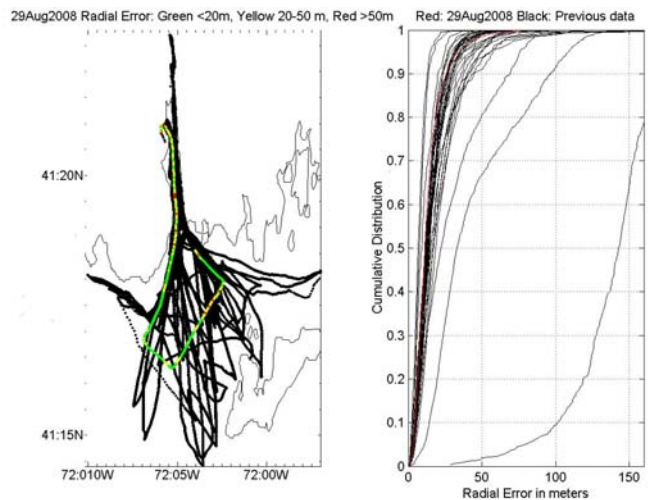 29Aug2008 Radial Error: Green <20m, Yellow 20-50 m, Red >50m
41:20N
41:15N
72:010W
72:05W
72:00W
Red: 29Aug2008 Black: Previous data
Cumulative Distribution
1
0.9
0.8
0.7
0.6
0.5
0.4
0.3
0.2
0.1
0
0
50
100
150
Radial Error in meters